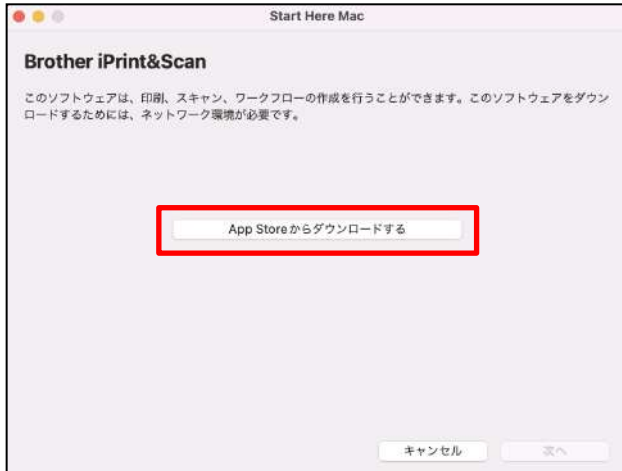 Start Here Mac
Brother iPrint&Scan
このソフトウェアは、印刷、スキャン、ワークフローの作成を行うことができます。このソフトウェアをダウン
ロードするためには、ネットワーク環境が必要です。
App Storeからダウンロードする
キャンセル
次へ